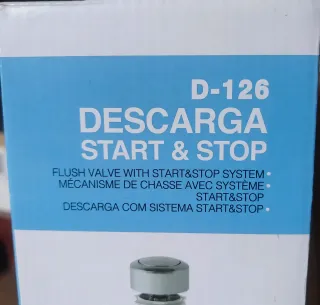 D-126
DESCARGA
START & STOP
FLUSH VALVE WITH START&STOP SYSTEM •
MÉCANISME DE CHASSE AVEC SYSTÈME •
START&STOP
DESCARGA COM SISTEMA START&STOP •